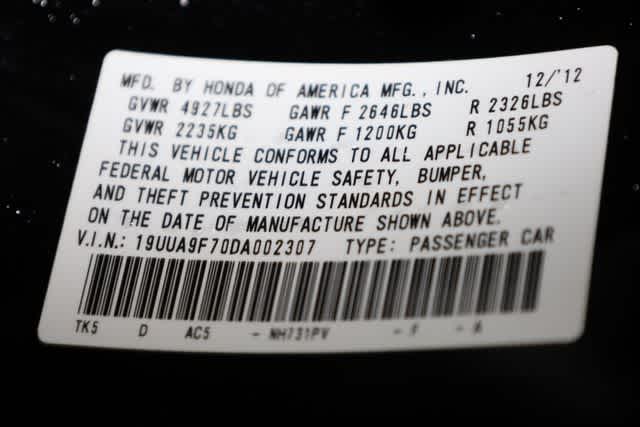 MFD. BY HONDA OF AMERICA MFG., INC. 12/'12
GVWR 4927LBS GAWR F 2646LBS R 2326LBS
GVWR 2235KG GAWR F 1200KG R 1055KG
THIS VEHICLE CONFORMS TO ALL APPLICABLE
FEDERAL MOTOR VEHICLE SAFETY, BUMPER,
AND THEFT PREVENTION STANDARDS IN EFFECT
ON THE DATE OF MANUFACTURE SHOWN ABOVE.
V.I.N.: 19UUA9F70DA002307 TYPE: PASSENGER CAR
TK5 D AC5 - NH731PV - F - A